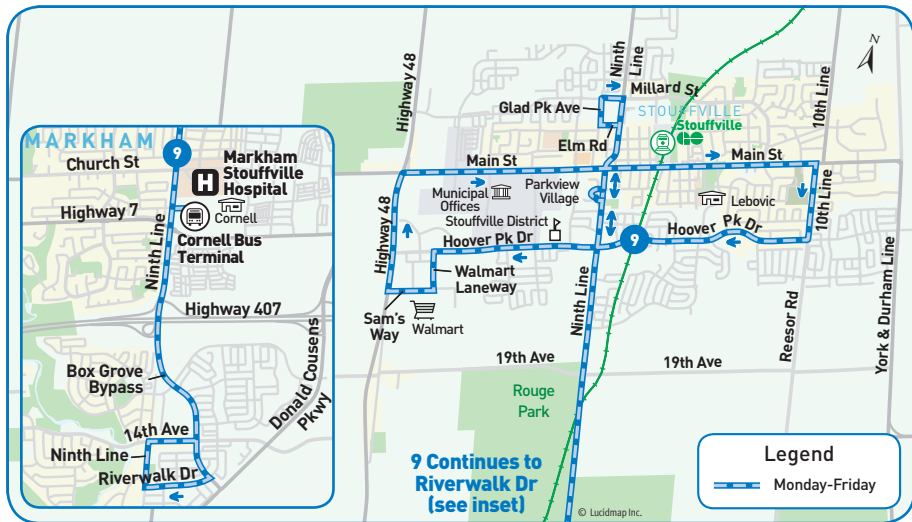 MARKHAM
Church St
9
Markham
Stouffville
Hospital
H
Cornell
Highway 7
Cornell Bus
Terminal
Ninth Line
Highway 407
Box Grove
Bypass
Donald Cousens
Pkwy
14th Ave
Ninth Line
Riverwalk Dr
Highway 48
Ninth
Line
Millard St
Glad Pk Ave
STOUFFVILLE
Stouffville
GO
Elm Rd
10th Line
N
Main St
Main St
Municipal
Offices
Parkview
Village
Lebovic
10th Line
Stouffville District
Hoover Pk Dr
9
Hoover Pk Dr
Highway 48
Walmart
Laneway
Sam's
Way
Walmart
Ninth Line
Reesor Rd
York & Durham Line
19th Ave
19th Ave
Rouge
Park
9 Continues to
Riverwalk Dr
(see inset)
© Lucidmap Inc.
Legend
Monday-Friday